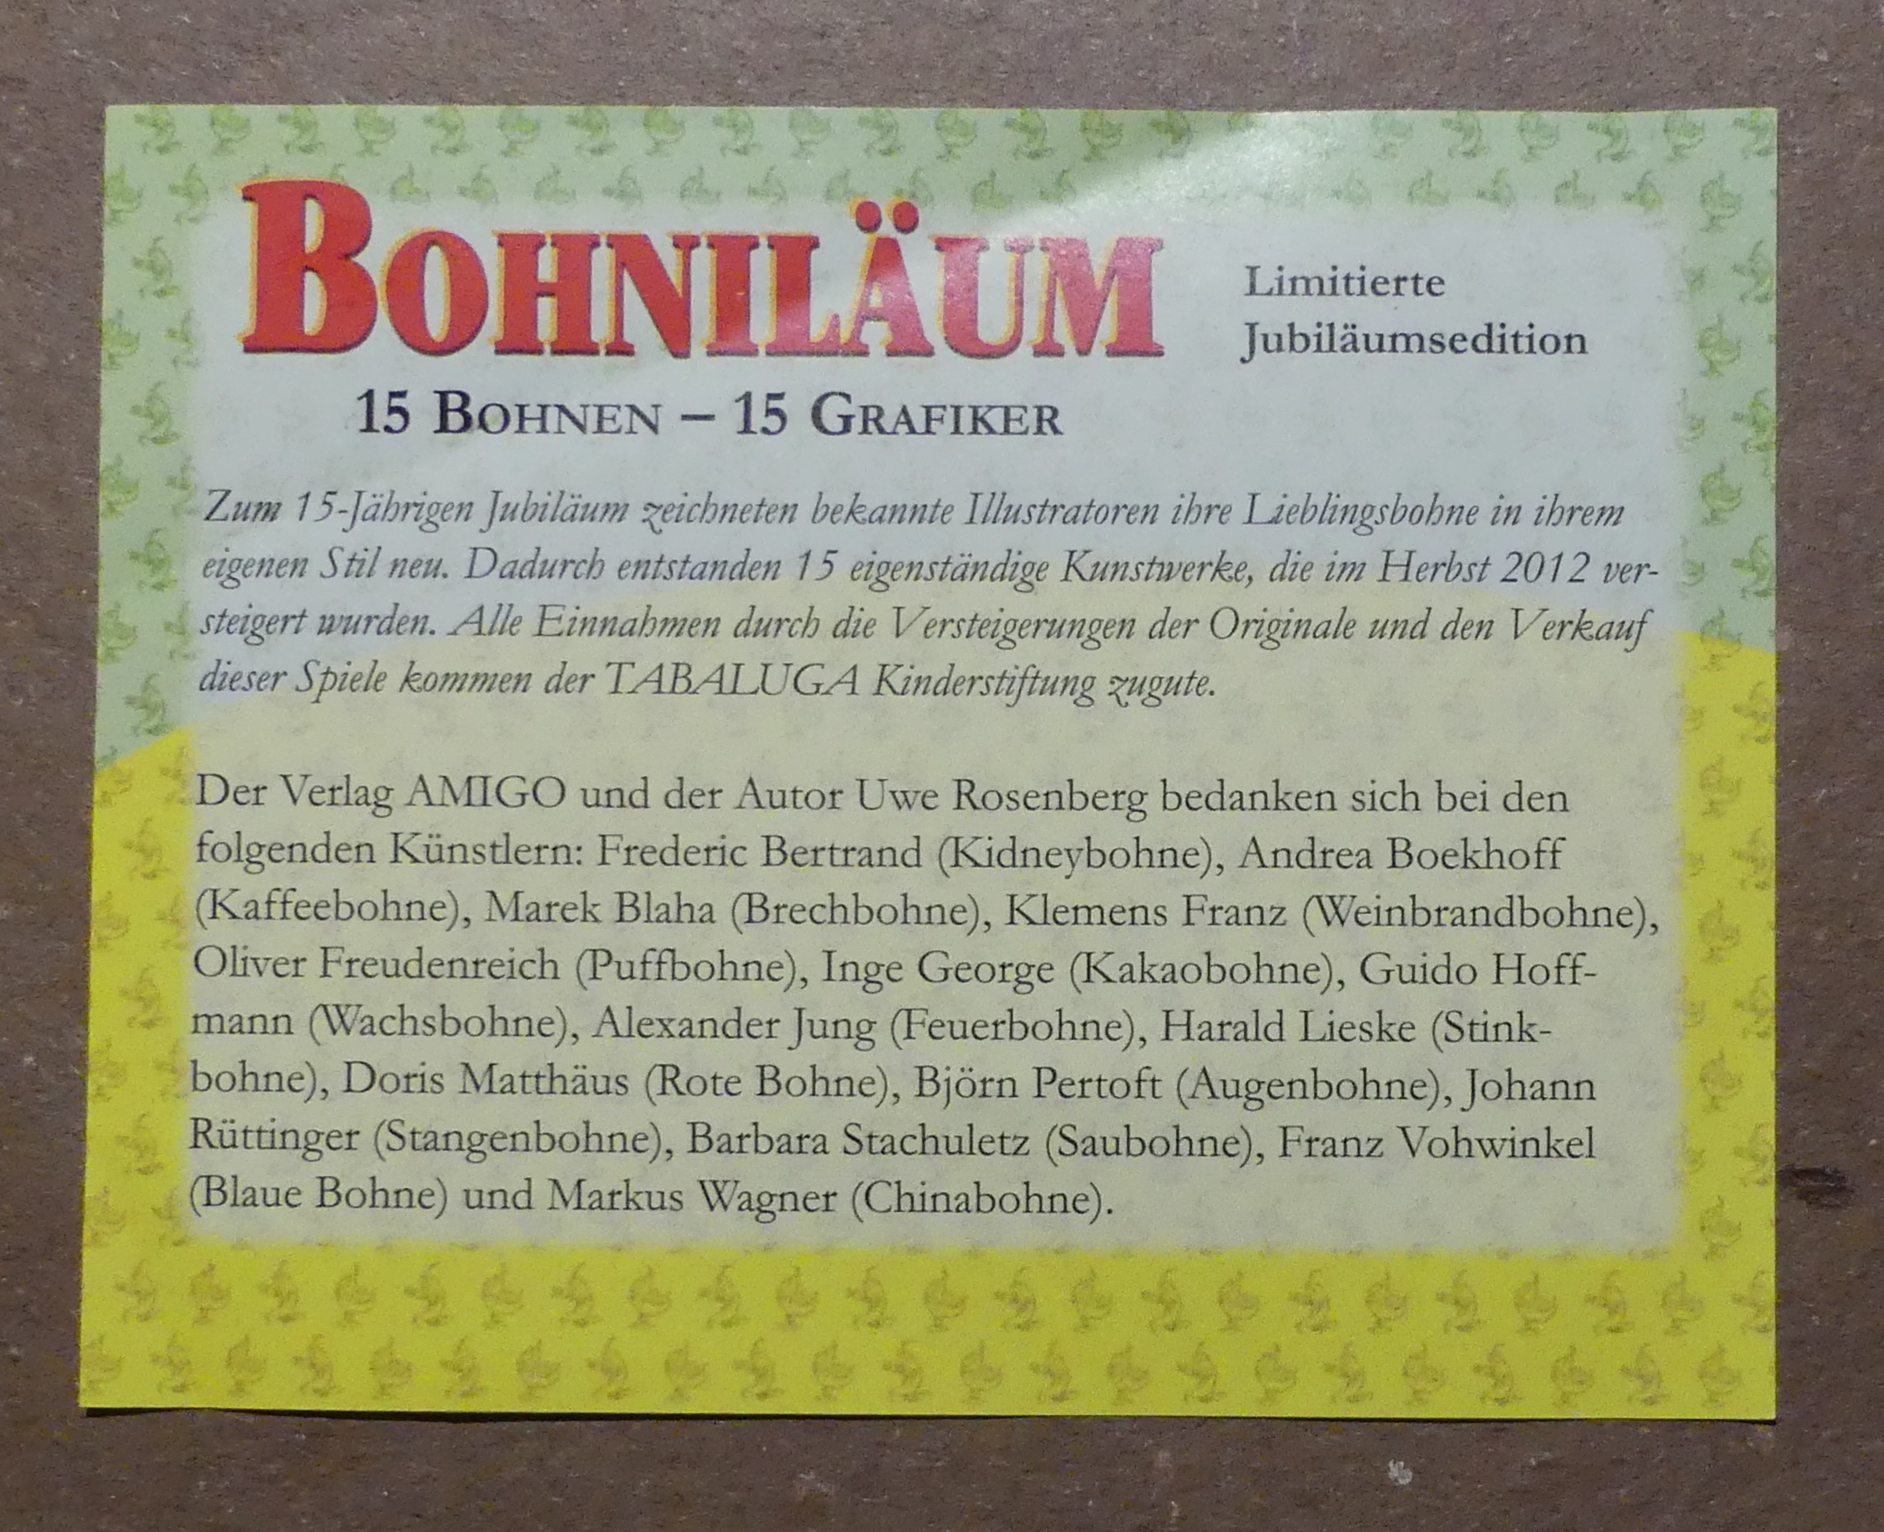 BOHNILÄUM
Limitierte
Jubiläumsedition
15 BOHNEN – 15 GRAFIKER
Zum 15-Jährigen Jubiläum zeichneten bekannte Illustratoren ihre Lieblingsbohne in ihrem
eigenen Stil neu. Dadurch entstanden 15 eigenständige Kunstwerke, die im Herbst 2012 ver-
steigert wurden. Alle Einnahmen durch die Versteigerungen der Originale und den Verkauf
dieser Spiele kommen der TABALUGA Kinderstiftung zugute.
Der Verlag AMIGO und der Autor Uwe Rosenberg bedanken sich bei den
folgenden Künstlern: Frederic Bertrand (Kidneybohne), Andrea Boekhoff
(Kaffeebohne), Marek Blaha (Brechbohne), Klemens Franz (Weinbrandbohne),
Oliver Freudenreich (Puffbohne), Inge George (Kakaobohne), Guido Hoff-
mann (Wachsbohne), Alexander Jung (Feuerbohne), Harald Lieske (Stink-
bohne), Doris Matthäus (Rote Bohne), Björn Pertoft (Augenbohne), Johann
Rüttinger (Stangenbohne), Barbara Stachuletz (Saubohne), Franz Vohwinkel
(Blaue Bohne) und Markus Wagner (Chinabohne).